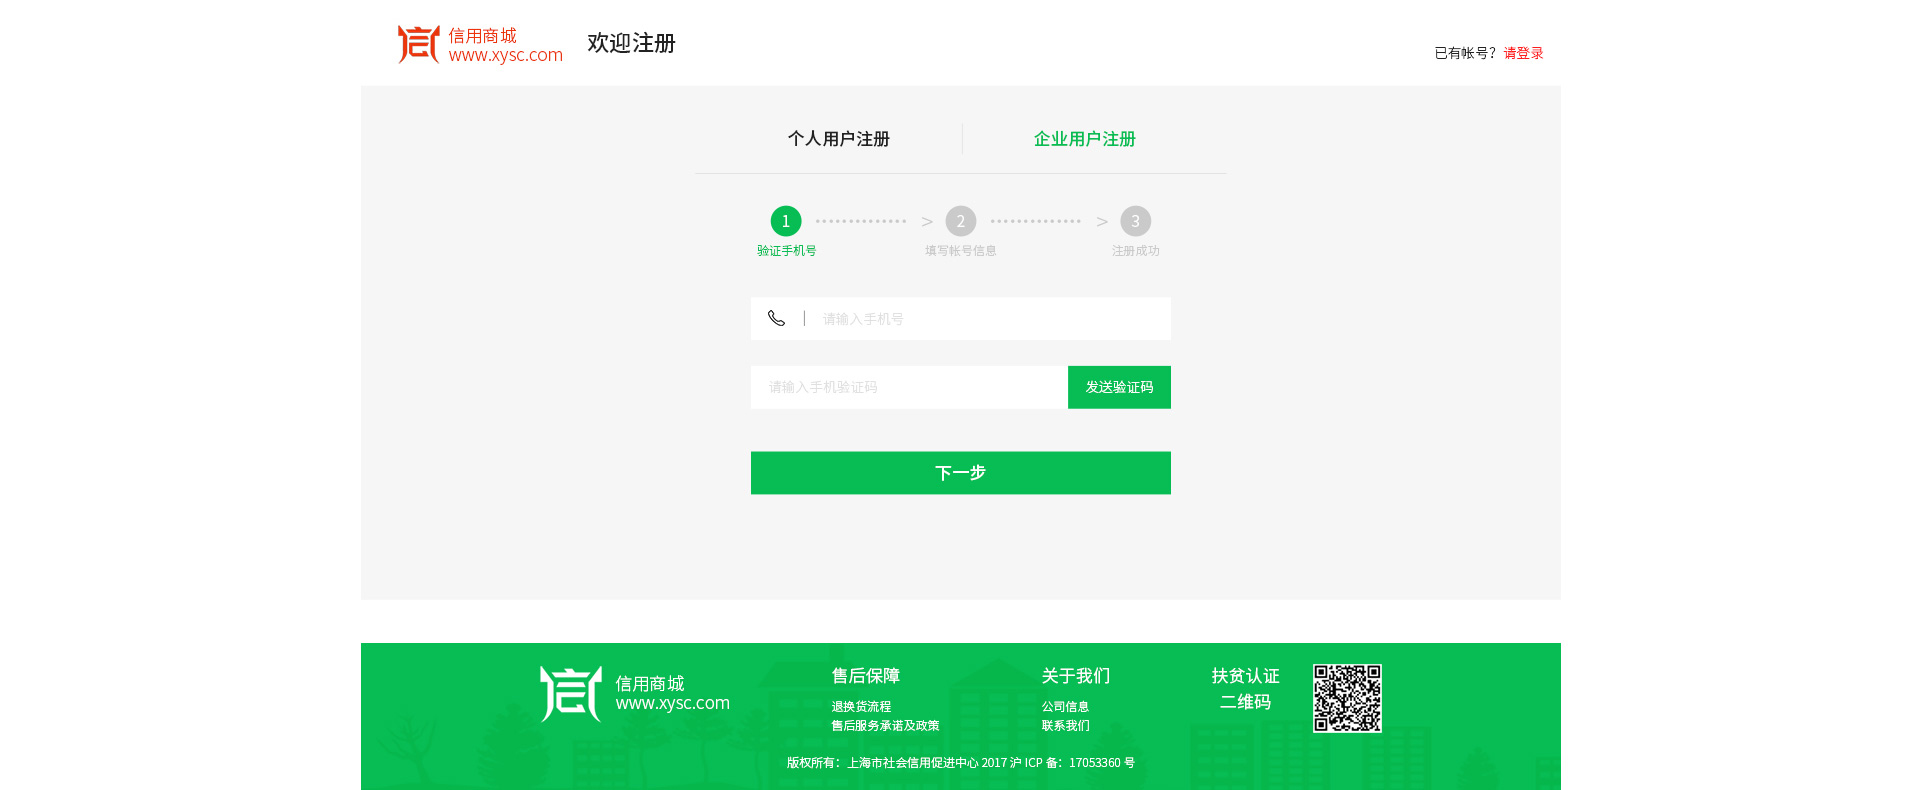 信用商城
www.xysc.com
欢迎注册
已有帐号？请登录
个人用户注册
企业用户注册
1 > 2 > 3
验证手机号
填写帐号信息
注册成功
请输入手机号
请输入手机验证码
发送验证码
下一步
信用商城
www.xysc.com
售后保障
退换货流程
售后服务承诺及政策
关于我们
公司信息
联系我们
扶贫认证
二维码
版权所有：上海市社会信用促进中心 2017 沪 ICP 备：17053360 号